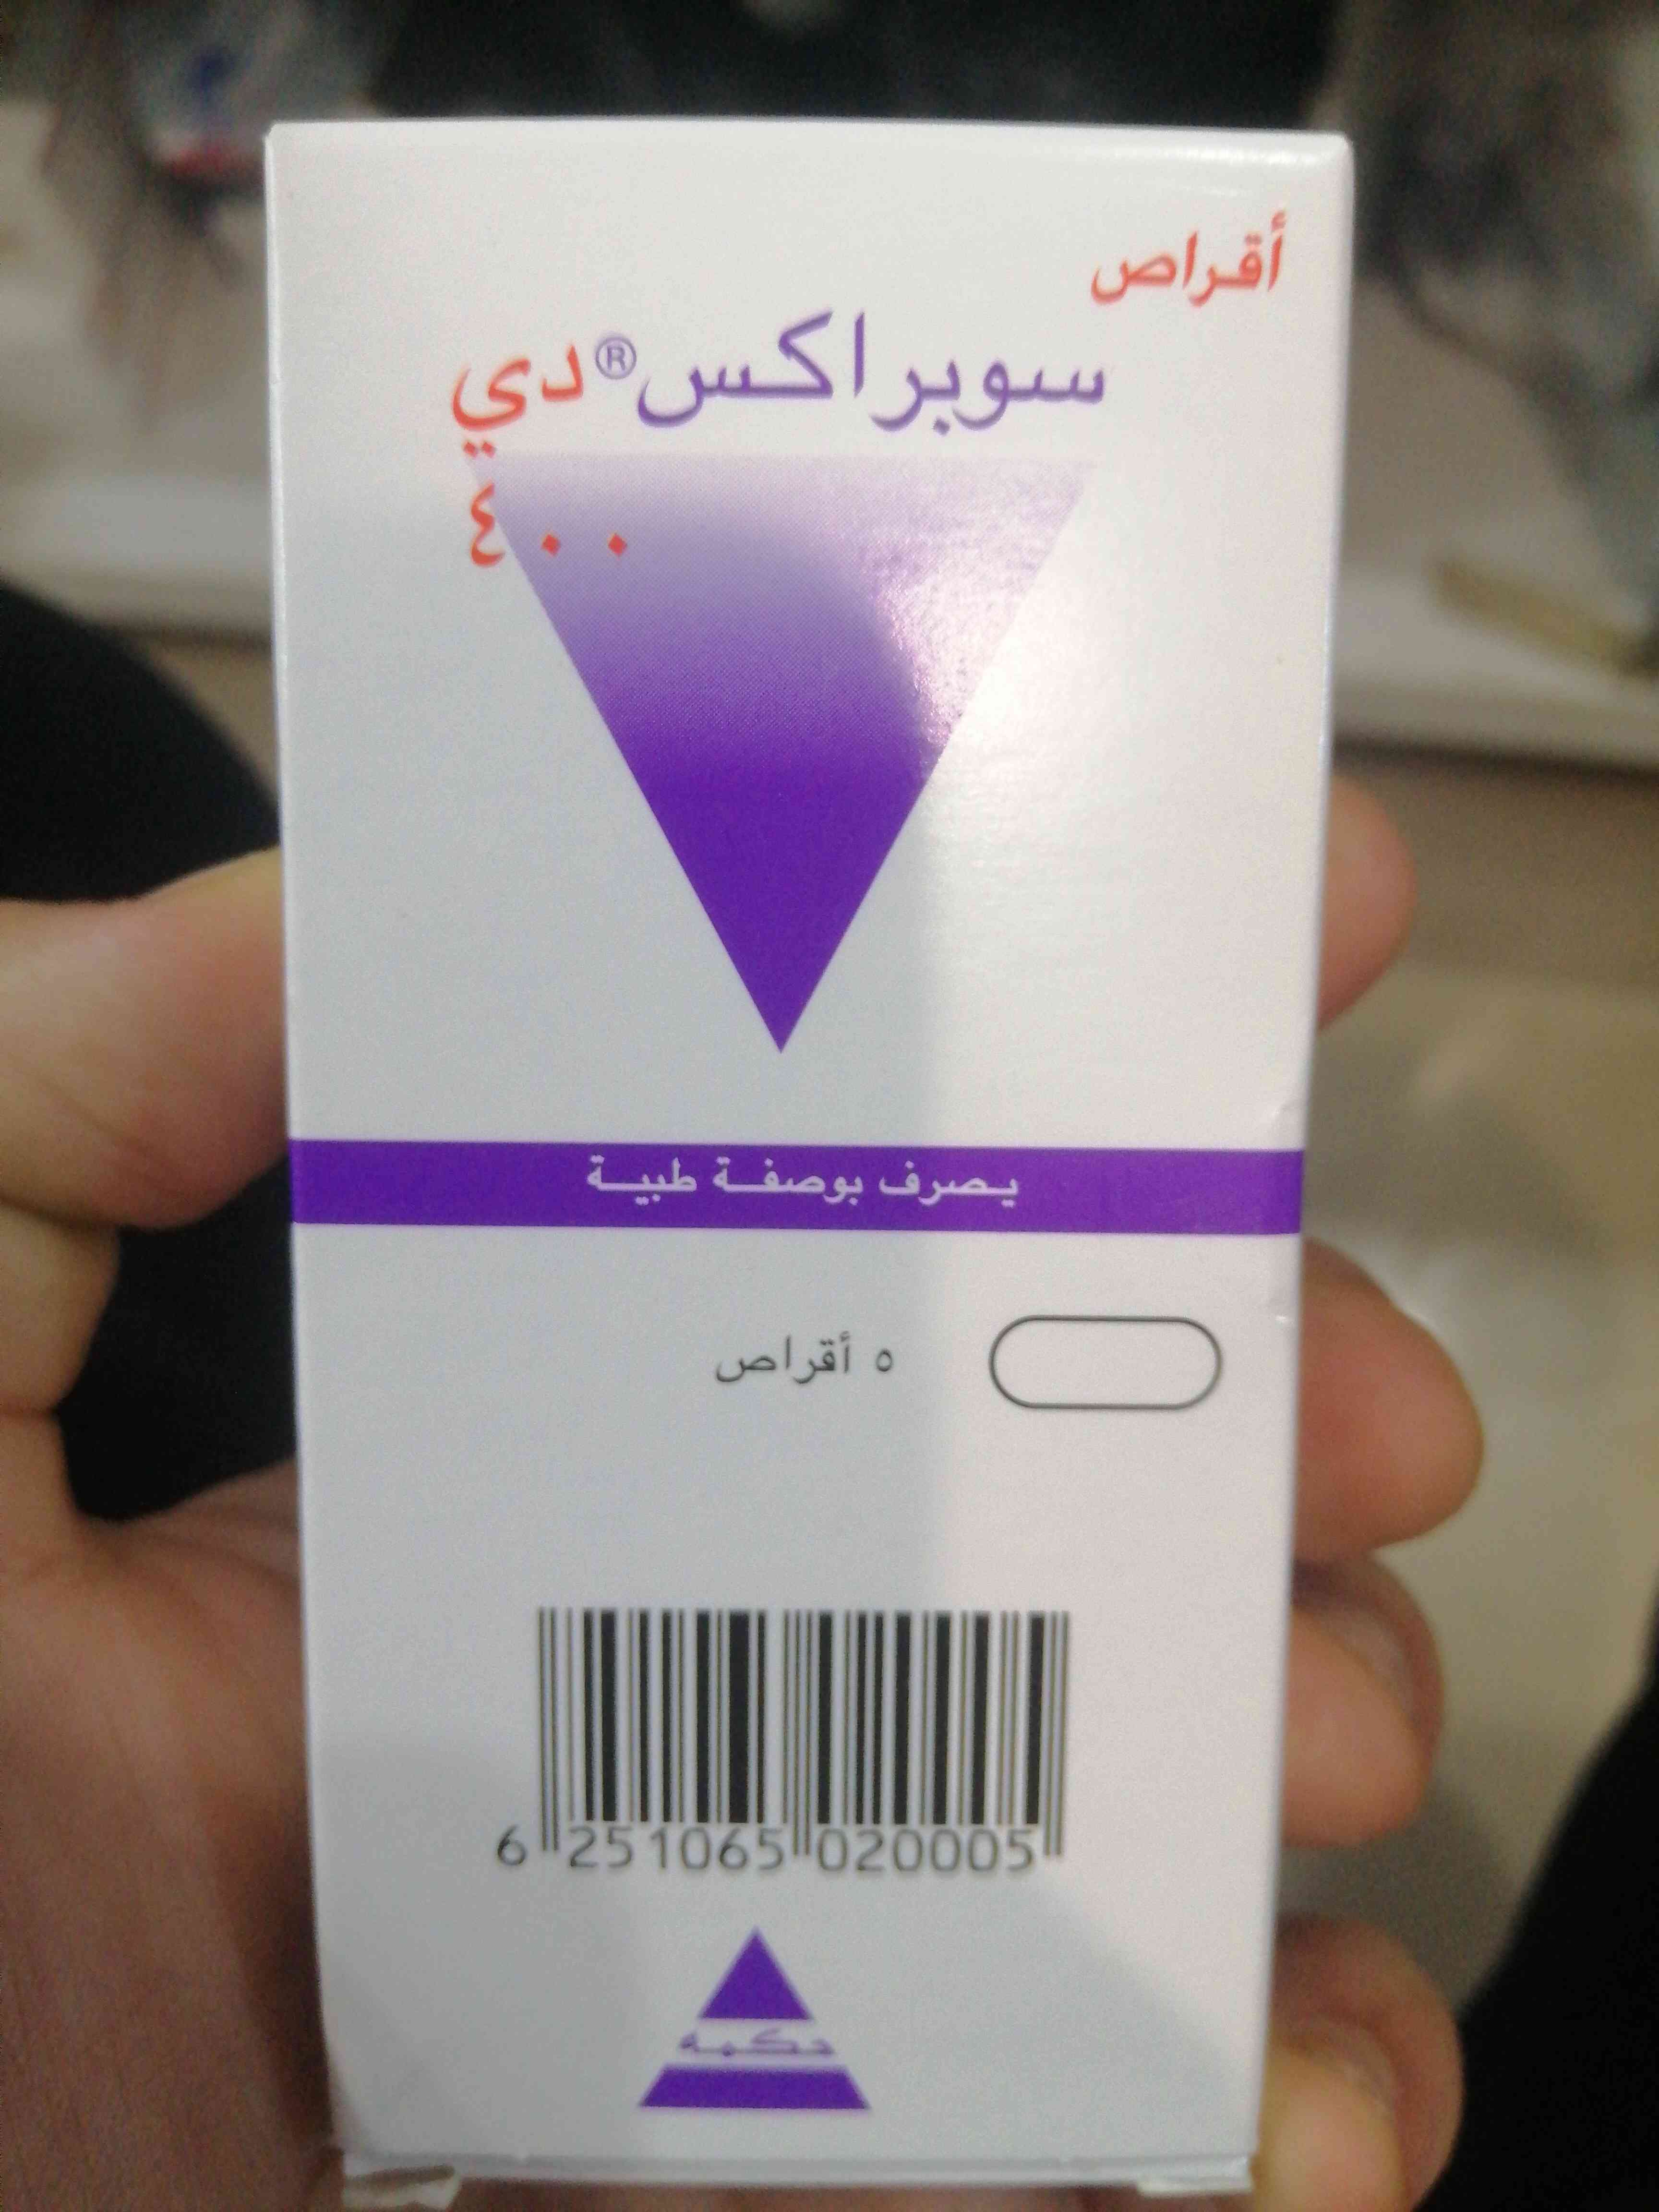 أقراص
سوبراكس® دي
٤٠٠
يصرف بوصفة طبية
٥ أقراص
6 251065 020005
حكمة